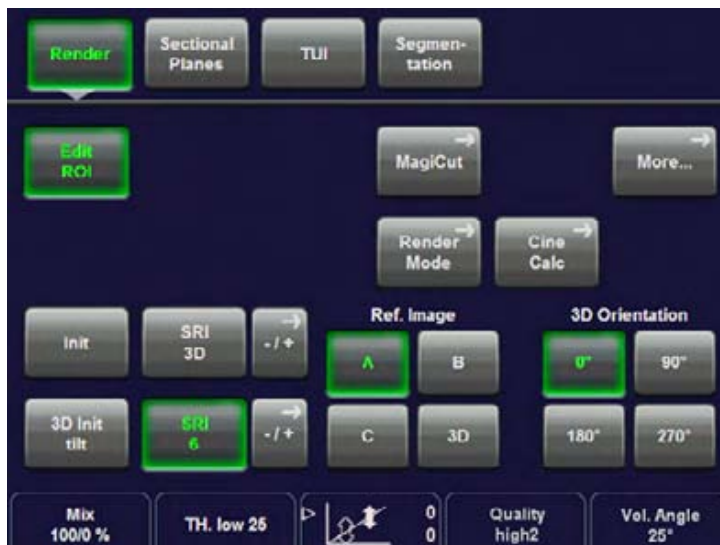 Render
Sectional
Planes
TUI
Segmen-
tation
Edit
ROI
MagiCut
More...
Render
Mode
Cine
Calc
Ref. Image
3D Orientation
Init
SRI
3D
- / +
A
B
0°
90°
3D Init
tilt
SRI
6
- / +
C
3D
180°
270°
Mix
100/0 %
TH. low 25
0
0
Quality
high2
Vol. Angle
25°